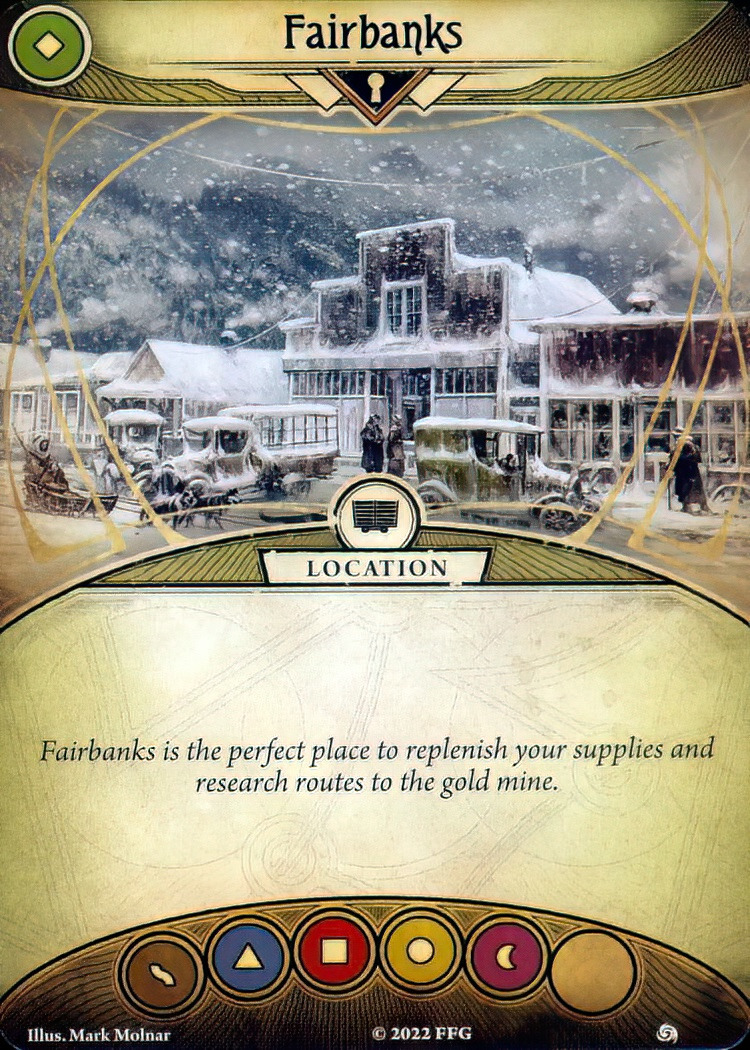 Fairbanks
LOCATION
Fairbanks is the perfect place to replenish your supplies and
research routes to the gold mine.
Illus. Mark Molnar
© 2022 FFG